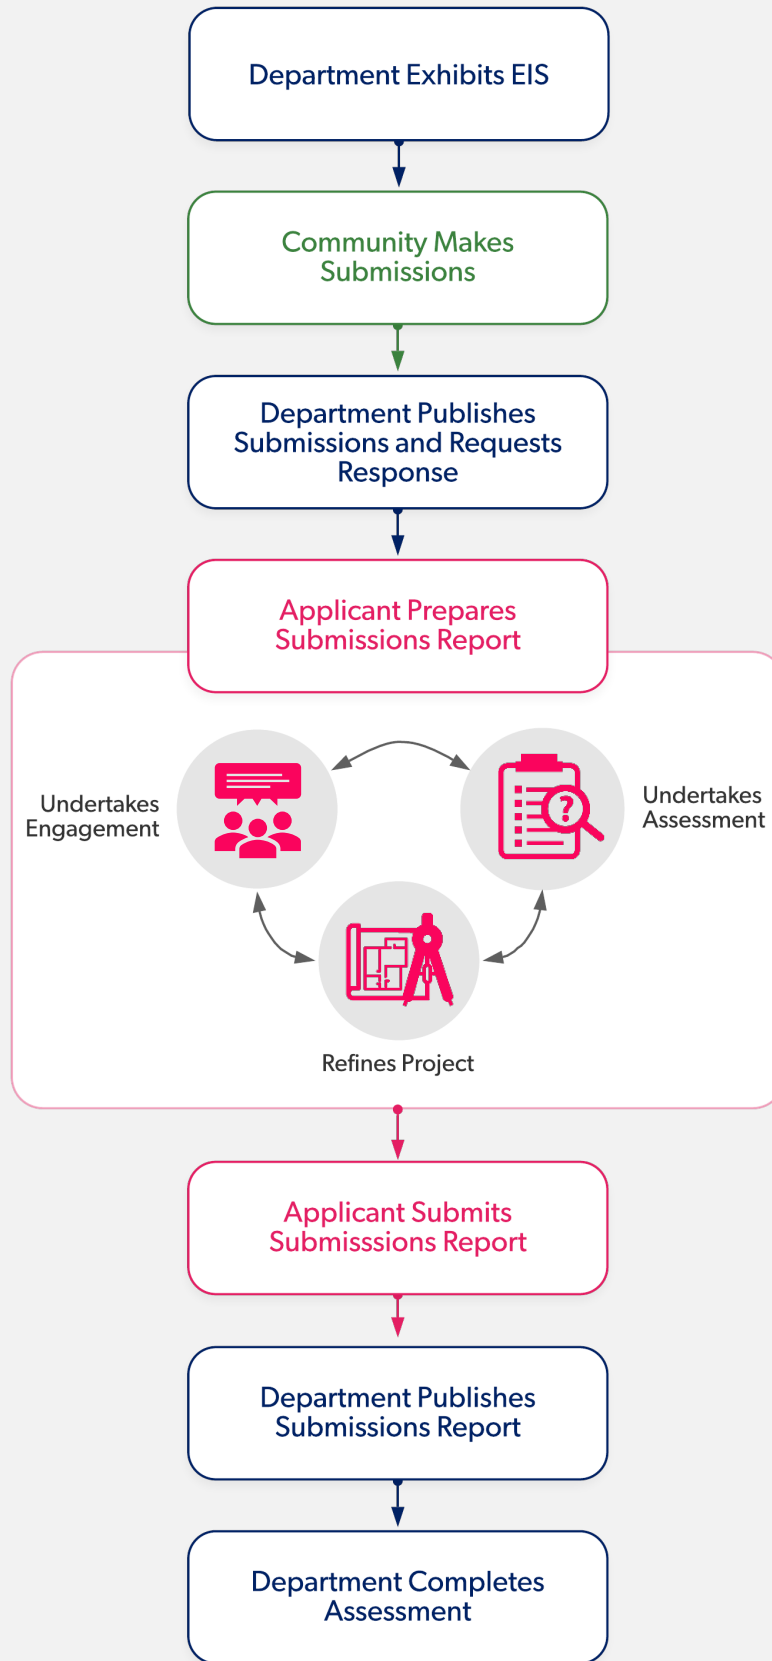 Department Exhibits EIS
Community Makes
Submissions
Department Publishes
Submissions and Requests
Response
Applicant Prepares
Submissions Report
Undertakes
Engagement
Undertakes
Assessment
?
Refines Project
Applicant Submits
Submisssions Report
Department Publishes
Submissions Report
Department Completes
Assessment